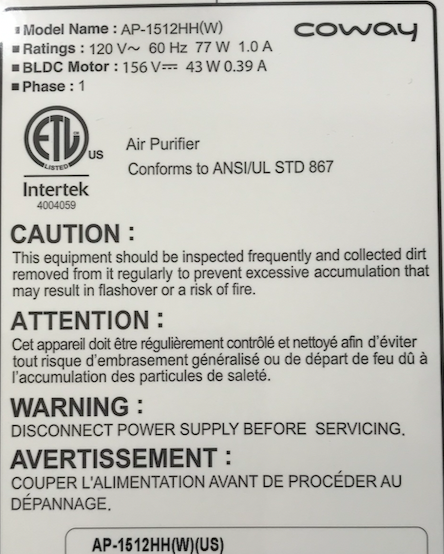 Model Name : AP-1512HH(W)
coway
Ratings : 120 V~ 60 Hz 77 W 1.0 A
BLDC Motor : 156 V⎓ 43 W 0.39 A
Phase : 1
ETL
LISTED
US
Intertek
4004059
Air Purifier
Conforms to ANSI/UL STD 867
CAUTION :
This equipment should be inspected frequently and collected dirt
removed from it regularly to prevent excessive accumulation that
may result in flashover or a risk of fire.
ATTENTION :
Cet appareil doit être régulièrement contrôlé et nettoyé afin d'éviter
tout risque d'embrasement généralisé ou de départ de feu dû à
l'accumulation des particules de saleté.
WARNING :
DISCONNECT POWER SUPPLY BEFORE SERVICING.
AVERTISSEMENT :
COUPER L'ALIMENTATION AVANT DE PROCÉDER AU
DÉPANNAGE.
AP-1512HH(W)(US)